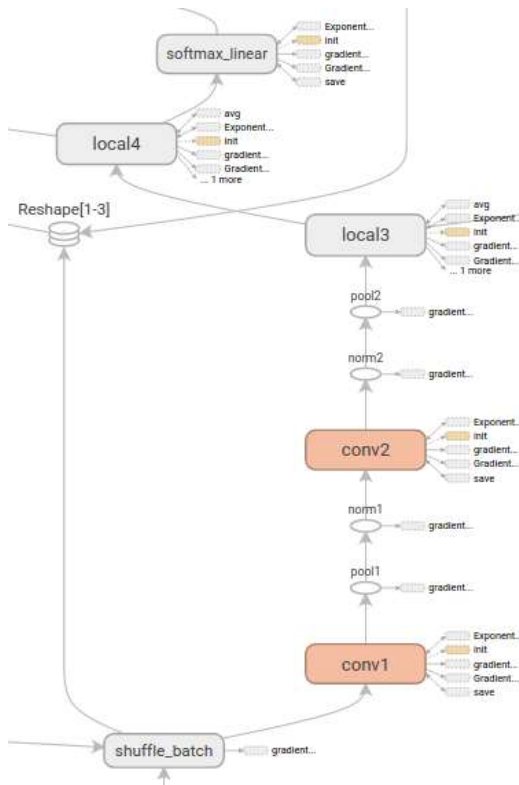 softmax_linear
Exponent...
init
gradient...
Gradient...
save
local4
avg
Exponent...
init
gradient...
Gradient...
... 1 more
Reshape[1-3]
local3
avg
Exponent...
init
gradient...
Gradient...
... 1 more
pool2
gradient...
norm2
gradient...
conv2
Exponent...
init
gradient...
Gradient...
save
norm1
gradient...
pool1
gradient...
conv1
Exponent...
init
gradient...
Gradient...
save
shuffle_batch
gradient...